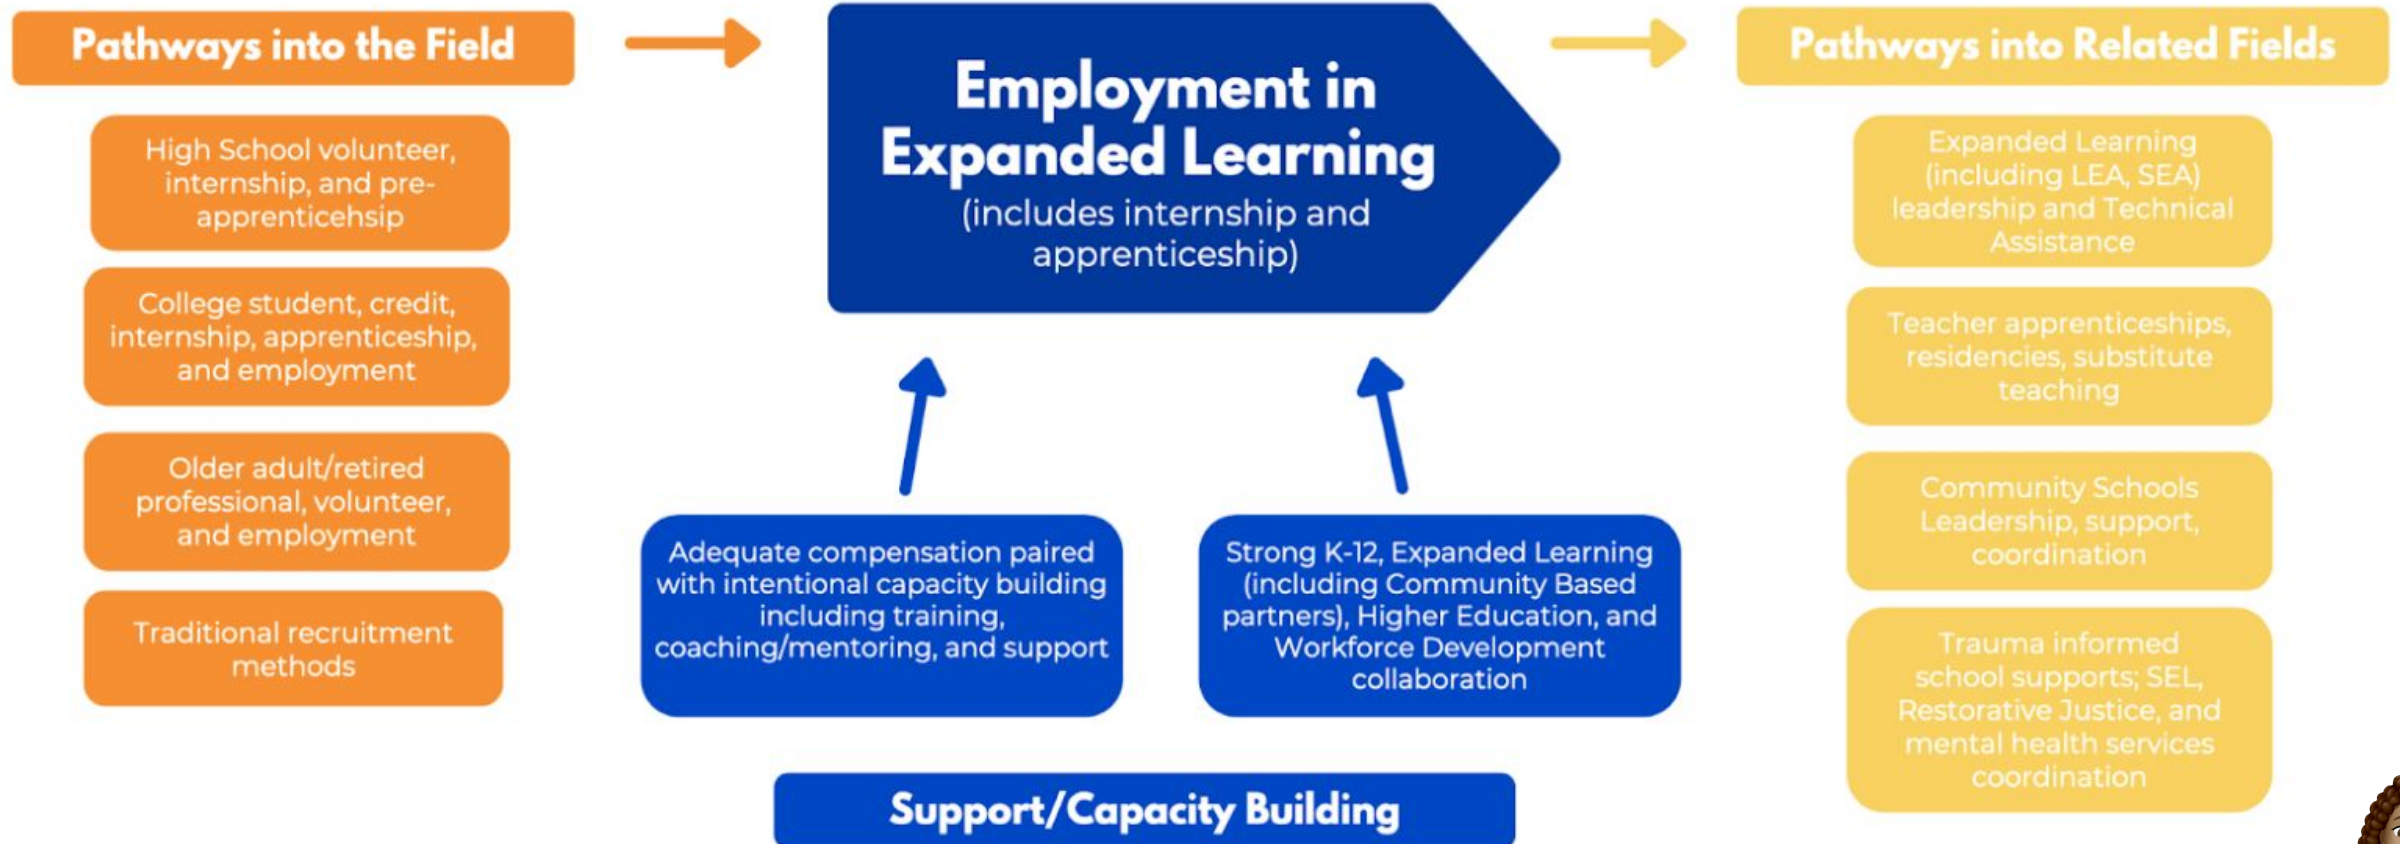 Pathways into the Field
High School volunteer,
internship, and pre-
apprenticehsip
College student, credit,
internship, apprenticeship,
and employment
Older adult/retired
professional, volunteer,
and employment
Traditional recruitment
methods
Employment in
Expanded Learning
(includes internship and
apprenticeship)
Adequate compensation paired
with intentional capacity building
including training,
coaching/mentoring, and support
Strong K-12, Expanded Learning
(including Community Based
partners), Higher Education, and
Workforce Development
collaboration
Support/Capacity Building
Pathways into Related Fields
Expanded Learning
(including LEA, SEA)
leadership and Technical
Assistance
Teacher apprenticeships,
residencies, substitute
teaching
Community Schools
Leadership, support,
coordination
Trauma informed
school supports; SEL,
Restorative Justice, and
mental health services
coordination